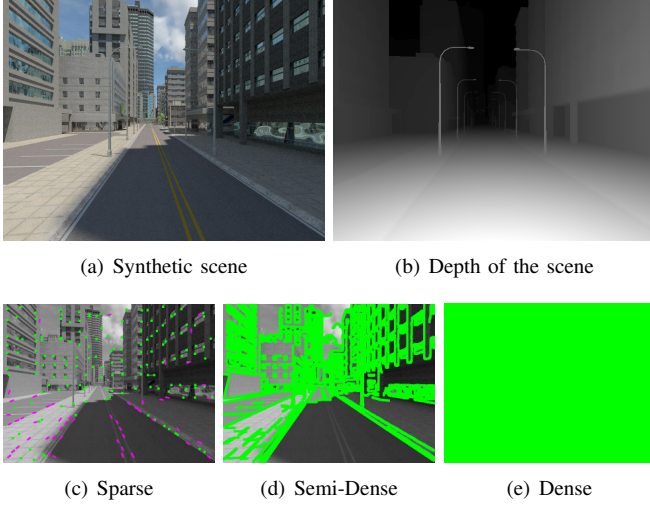 (a) Synthetic scene
(b) Depth of the scene
(c) Sparse
(d) Semi-Dense
(e) Dense